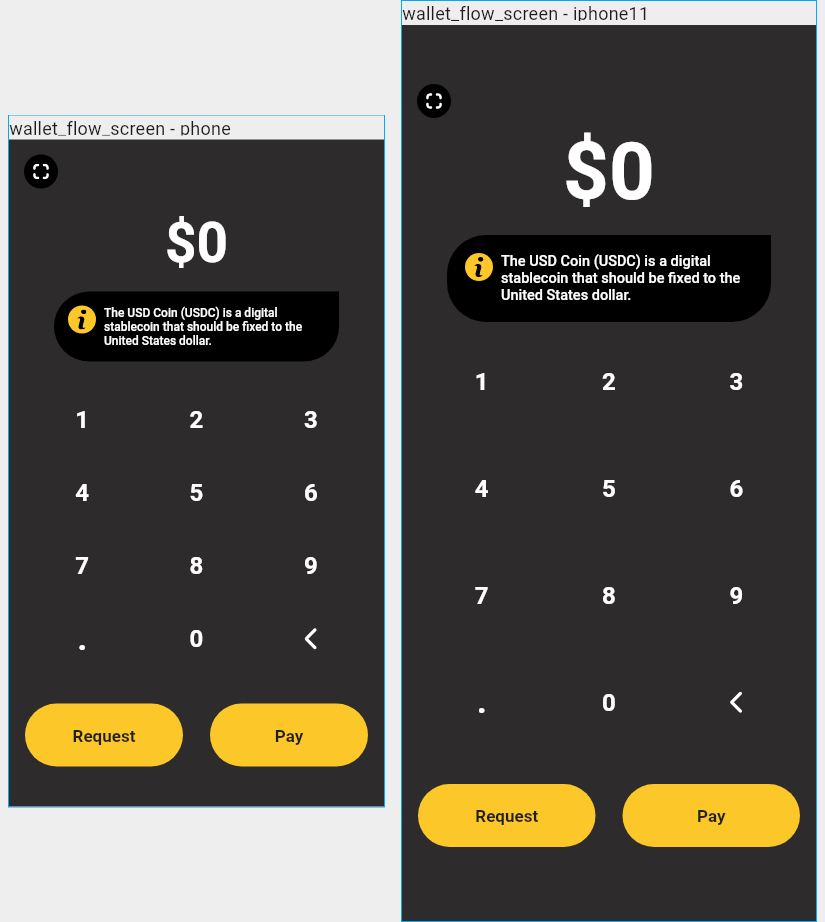 wallet_flow_screen - phone
$0
i
The USD Coin (USDC) is a digital
stablecoin that should be fixed to the
United States dollar.
1 2 3
4 5 6
7 8 9
. 0
Request Pay
wallet_flow_screen - iphone11
$0
i
The USD Coin (USDC) is a digital
stablecoin that should be fixed to the
United States dollar.
1 2 3
4 5 6
7 8 9
. 0
Request Pay